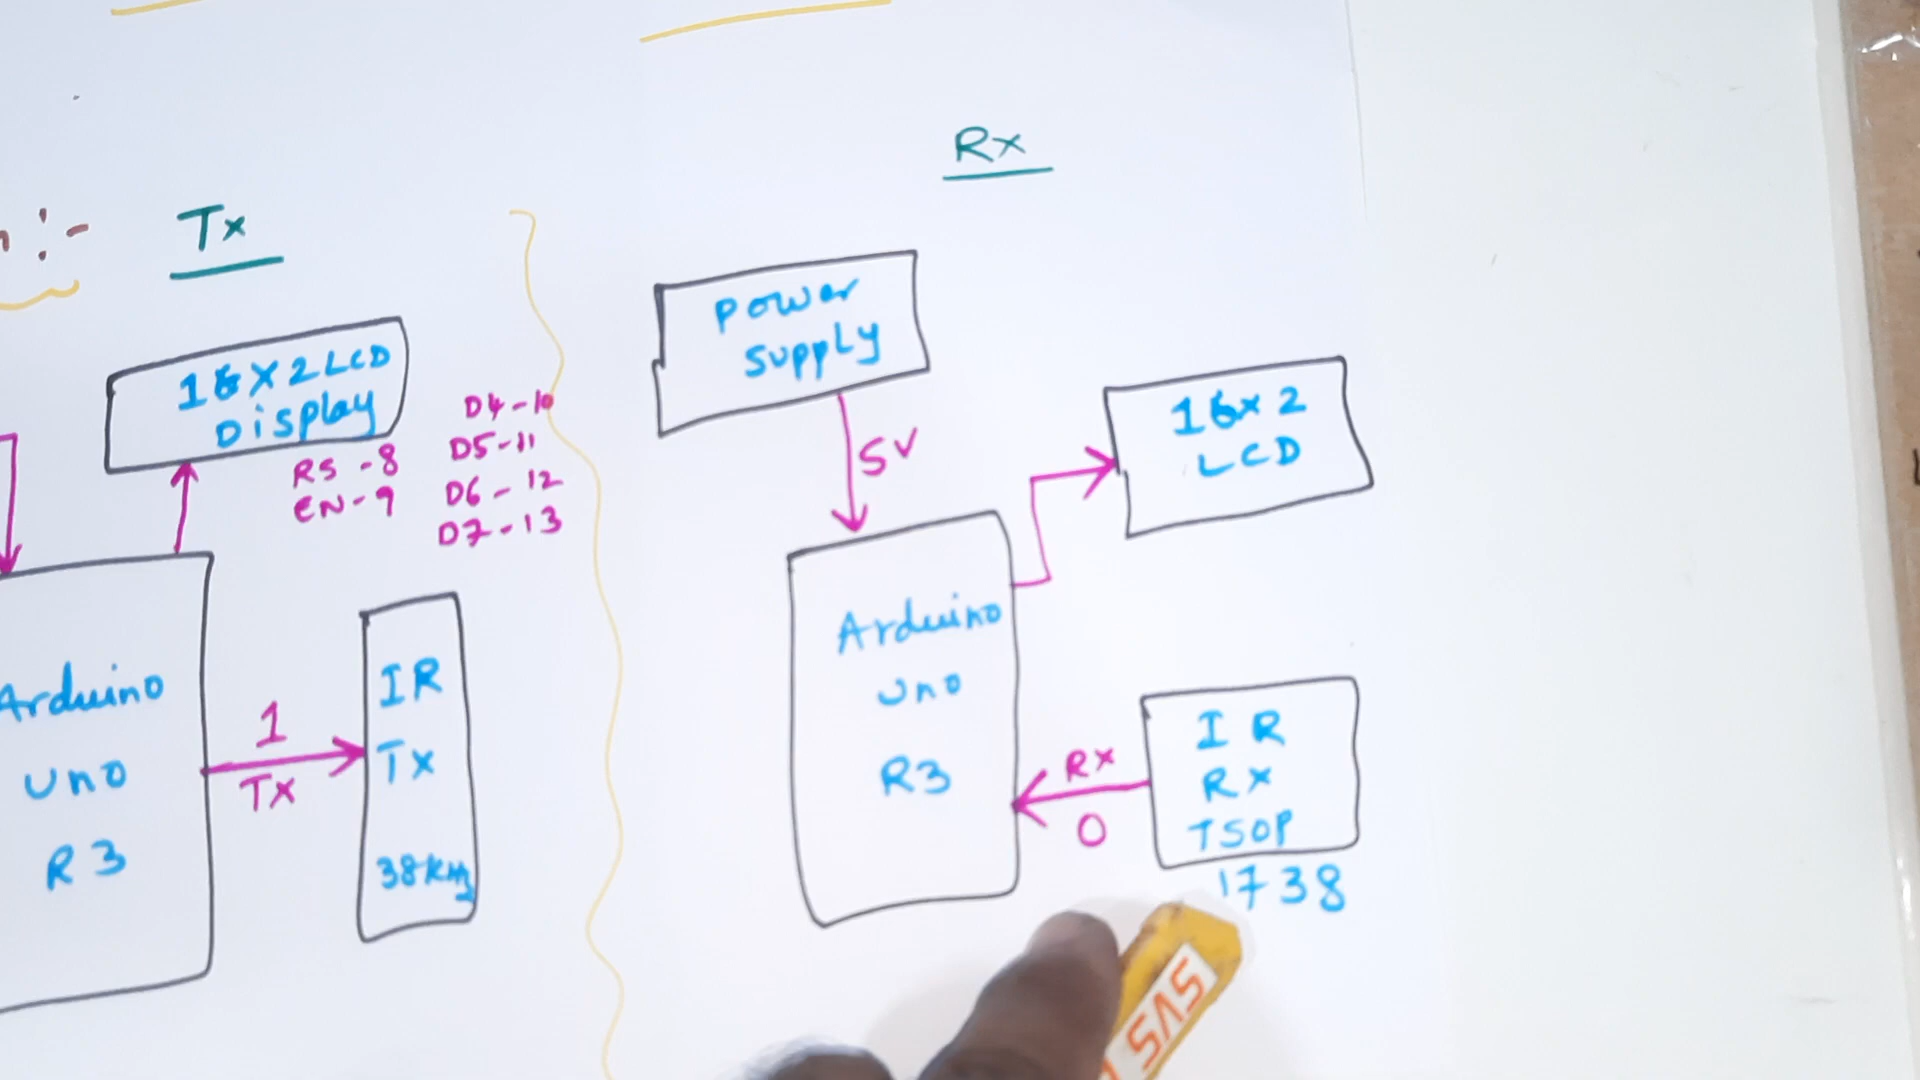 Rx
Tx
Power
Supply
16X2 LCD
Display
RS-8
EN-9
D4-10
D5-11
D6-12
D7-13
5V
16x2
LCD
Arduino
Uno
R3
1
Tx
IR
Tx
38kHz
Arduino
Uno
R3
Rx
0
IR
Rx
TSOP
1738
SVS